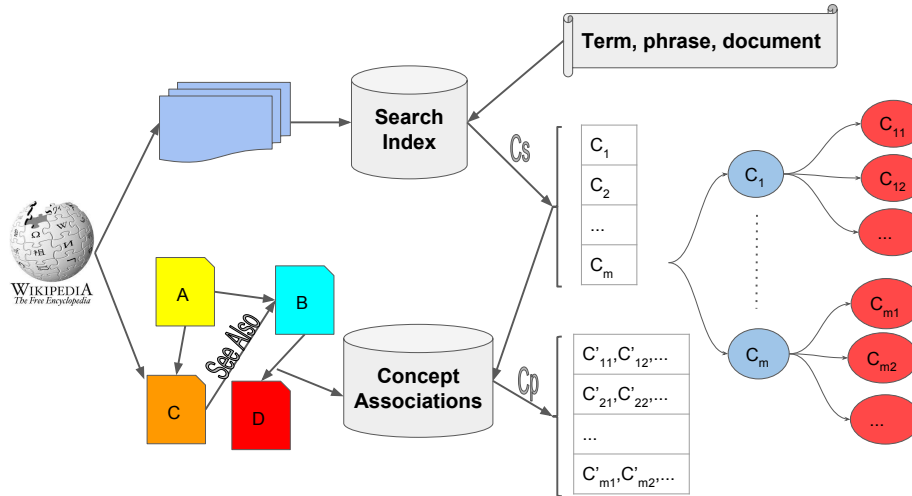 Term, phrase, document
Search
Index
Cs
C1
C2
...
Cm
C1
C11
C12
...
WIKIPEDIA
The Free Encyclopedia
A
B
See Also
C
D
Concept
Associations
Cp
C'11,C'12,...
C'21,C'22,...
...
C'm1,C'm2,...
Cm
Cm1
Cm2
...